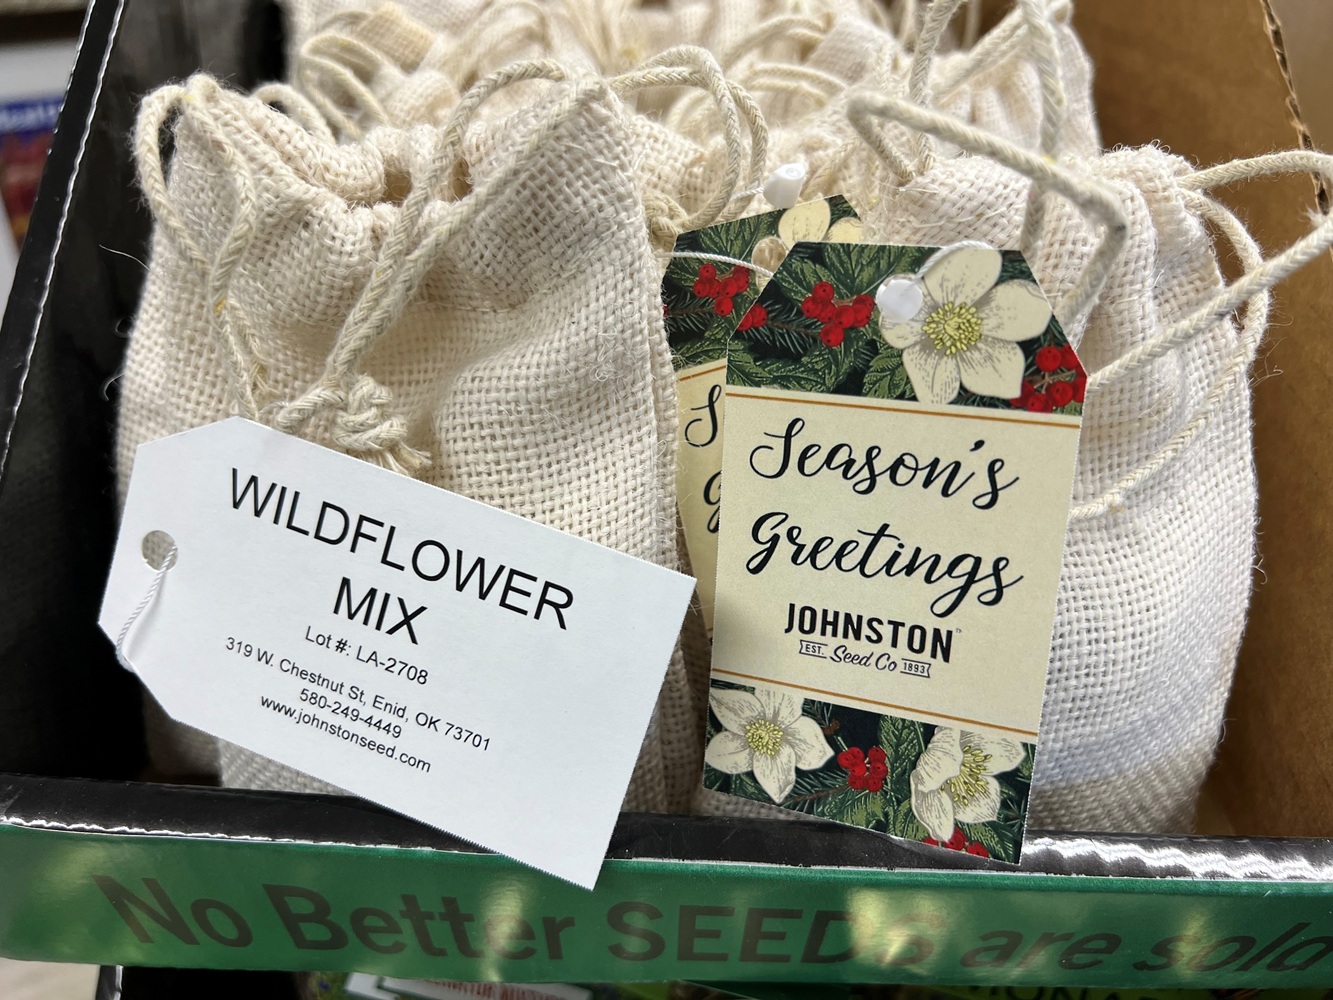 WILDFLOWER
MIX
Lot #: LA-2708
319 W. Chestnut St, Enid, OK 73701
580-249-4449
www.johnstonseed.com
Season's
Greetings
JOHNSTON
EST. Seed Co 1893
No Better SEEDS are sold